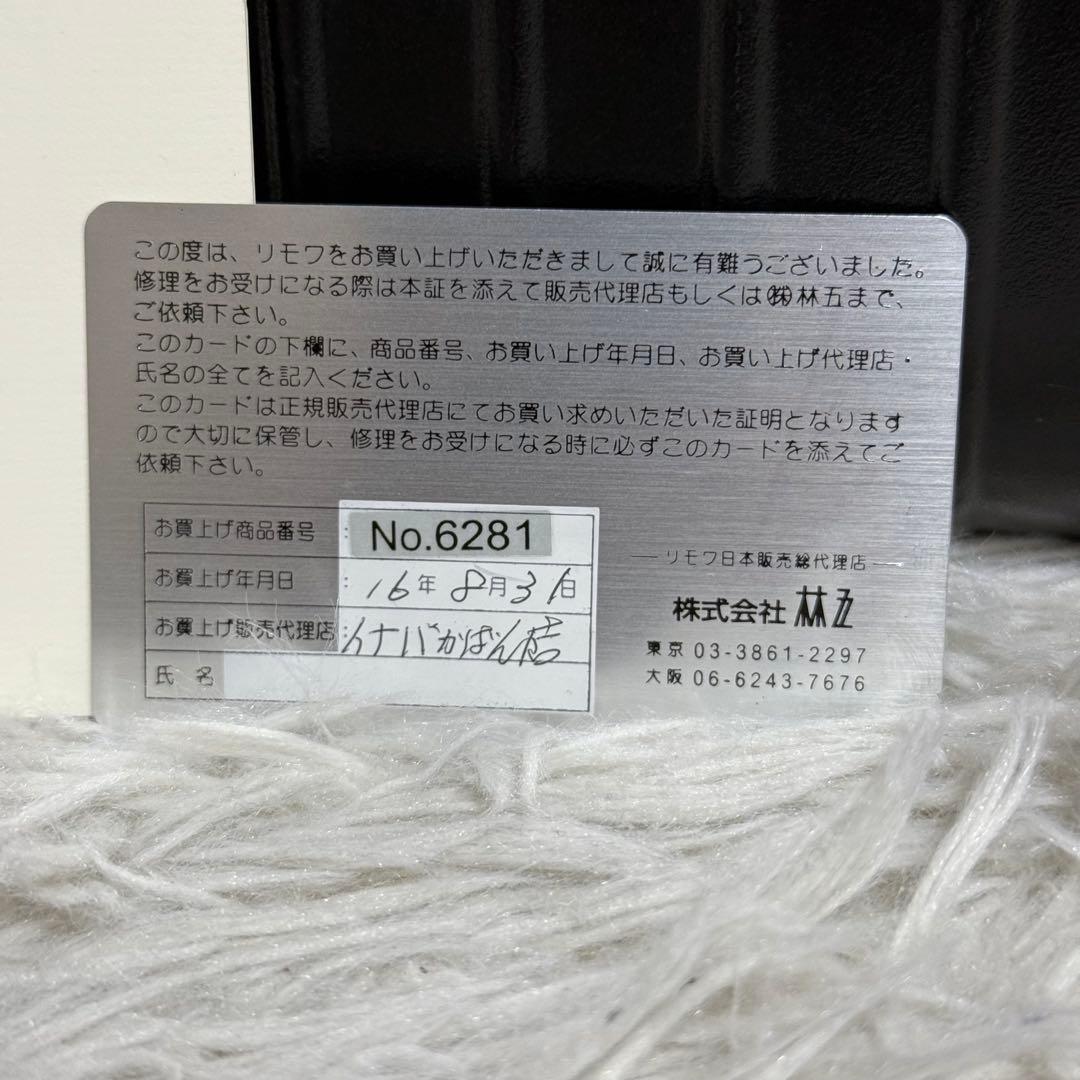 この度は、リモワをお買い上げいただきまして誠に有難うございました。
修理をお受けになる際は本証を添えて販売代理店もしくは㈱林五まで、
ご依頼下さい。
このカードの下欄に、商品番号、お買い上げ年月日、お買い上げ代理店・
氏名の全てを記入ください。
このカードは正規販売代理店にてお買い求めいただいた証明となります
ので大切に保管し、修理をお受けになる時に必ずこのカードを添えてご
依頼下さい。
お買上げ商品番号 : No.6281
お買上げ年月日 : 16年 8月31日
お買上げ販売代理店 : イナバかばん店
氏 名
リモワ日本販売総代理店
株式会社 林五
東京 03-3861-2297
大阪 06-6243-7676